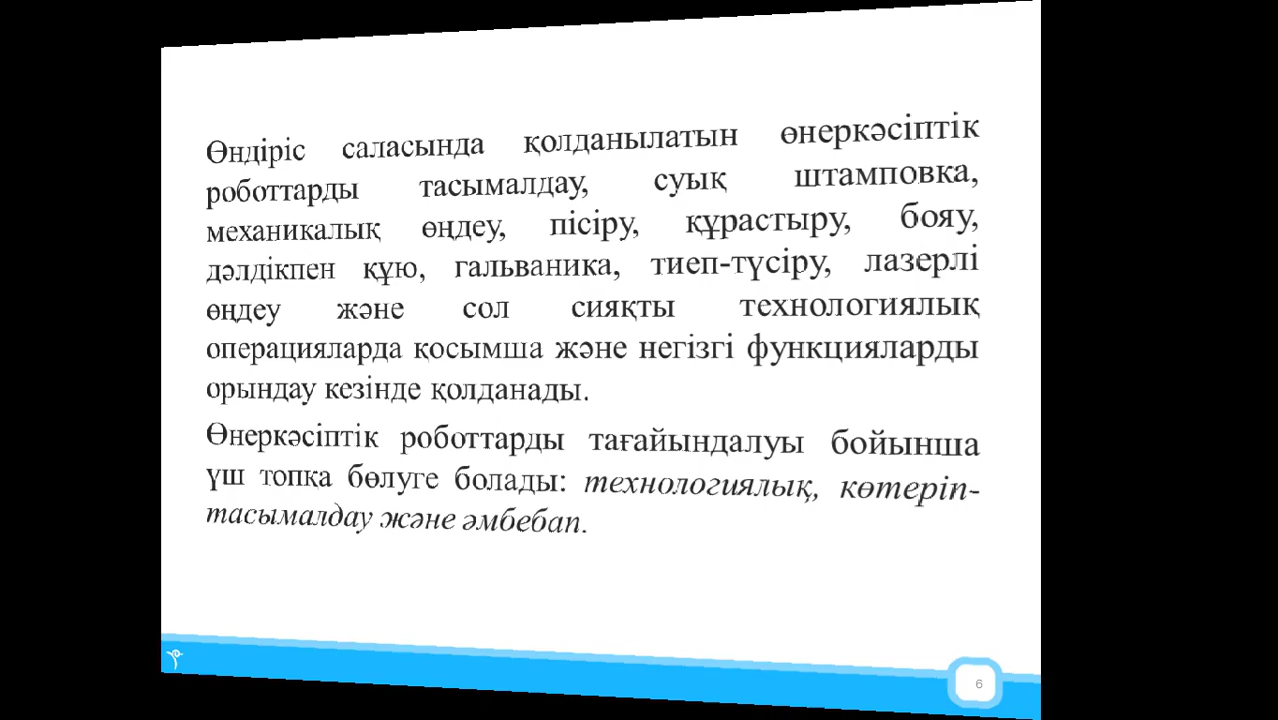 Өндіріс саласында қолданылатын өнеркәсіптік
роботтарды тасымалдау, суық штамповка,
механикалық өңдеу, пісіру, құрастыру, бояу,
дәлдікпен құю, гальваника, тиеп-түсіру, лазерлі
өңдеу және сол сияқты технологиялық
операцияларда қосымша және негізгі функцияларды
орындау кезінде қолданады.
Өнеркәсіптік роботтарды тағайындалуы бойынша
үш топқа бөлуге болады: технологиялық, көтеріп-
тасымалдау және әмбебап.
6